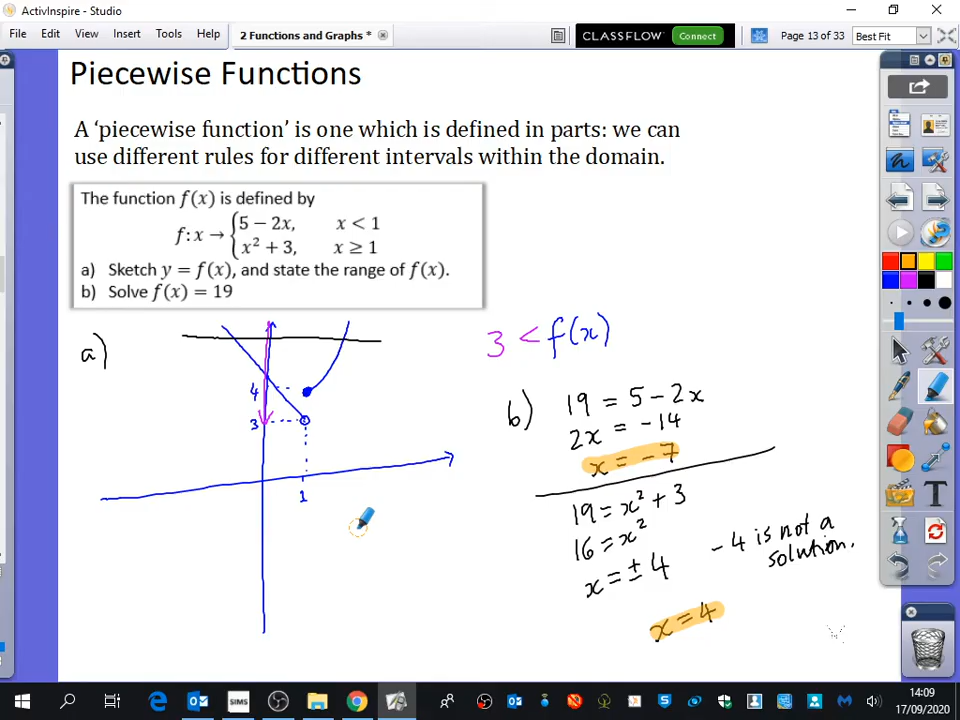 ActivInspire - Studio
File Edit View Insert Tools Help
2 Functions and Graphs *
CLASSFLOW Connect
Page 13 of 33
Best Fit
Piecewise Functions
A ‘piecewise function’ is one which is defined in parts: we can
use different rules for different intervals within the domain.
The function f(x) is defined by
f: x → { 5 − 2x, x < 1
x² + 3, x ≥ 1
a) Sketch y = f(x), and state the range of f(x).
b) Solve f(x) = 19
a)
4
3
1
3 < f(x)
b) 19 = 5 − 2x
2x = −14
x = −7
19 = x² + 3
16 = x²
x = ± 4
− 4 is not a
solution.
x = 4
SIMS
14:09
17/09/2020